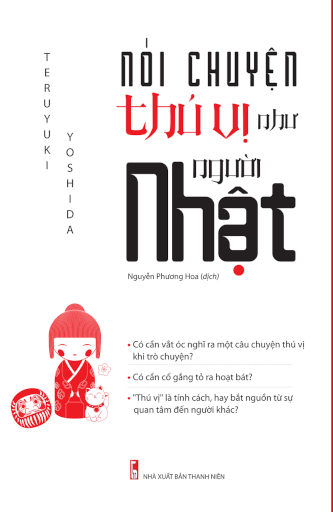 TERUYUKI
YOSHIDA
NÓI CHUYỆN
thú vị như
người
Nhật
Nguyễn Phương Hoa (dịch)
• Có cần vắt óc nghĩ ra một câu chuyện thú vị
khi trò chuyện?
• Có cần cố gắng tỏ ra hoạt bát?
• "Thú vị" là tính cách, hay bắt nguồn từ sự
quan tâm đến người khác?
NHÀ XUẤT BẢN THANH NIÊN